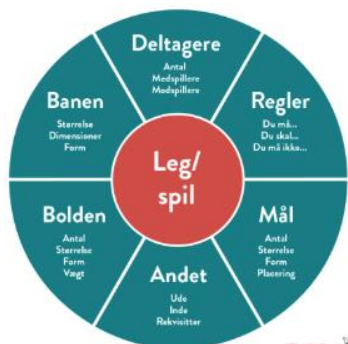 Deltagere
Antal
Medspillere
Modspillere
Regler
Du må...
Du skal...
Du må ikke...
Mål
Antal
Størrelse
Form
Placering
Andet
Ude
Inde
Rekvisitter
Bolden
Antal
Størrelse
Form
Vægt
Banen
Størrelse
Dimensioner
Form
Leg/
spil